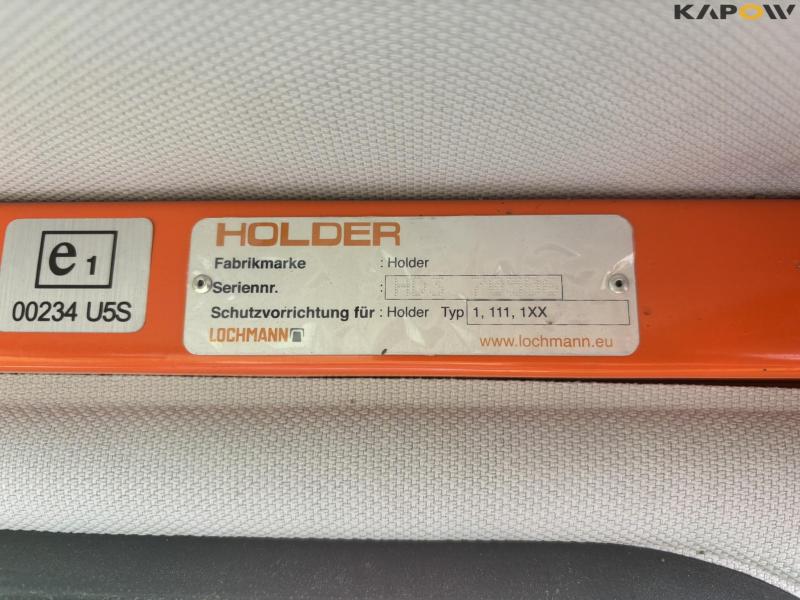 KAPOW
e1
00234 U5S
HOLDER
Fabrikmarke : Holder
Seriennr. :
Schutzvorrichtung für : Holder Typ 1, 111, 1XX
LOCHMANN
www.lochmann.eu